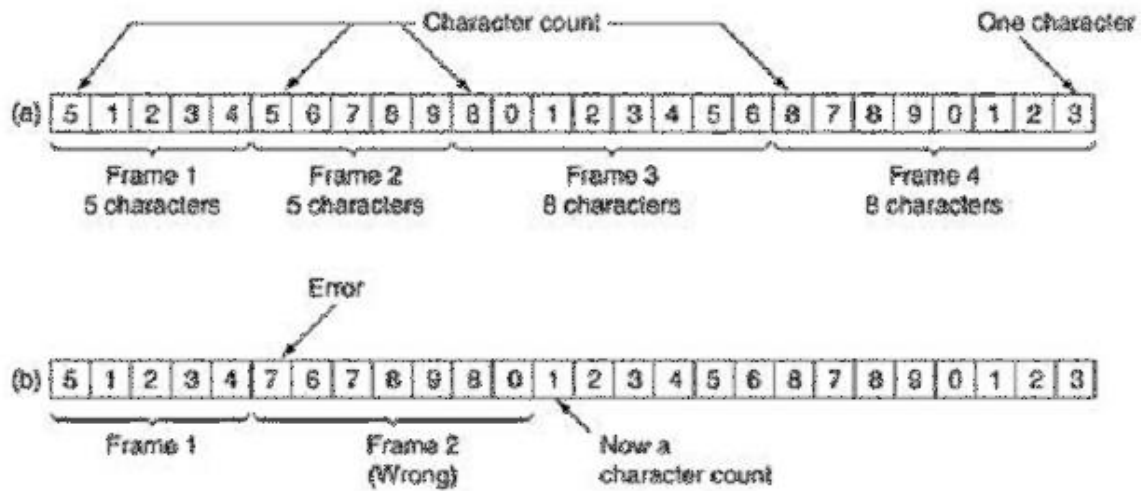 Character count
One character
(a) 5 1 2 3 4 5 6 7 8 9 8 0 1 2 3 4 5 6 8 7 8 9 0 1 2 3
Frame 1
5 characters
Frame 2
5 characters
Frame 3
8 characters
Frame 4
8 characters
Error
(b) 5 1 2 3 4 7 6 7 8 9 8 0 1 2 3 4 5 6 8 7 8 9 0 1 2 3
Frame 1
Frame 2
(Wrong)
Now a
character count